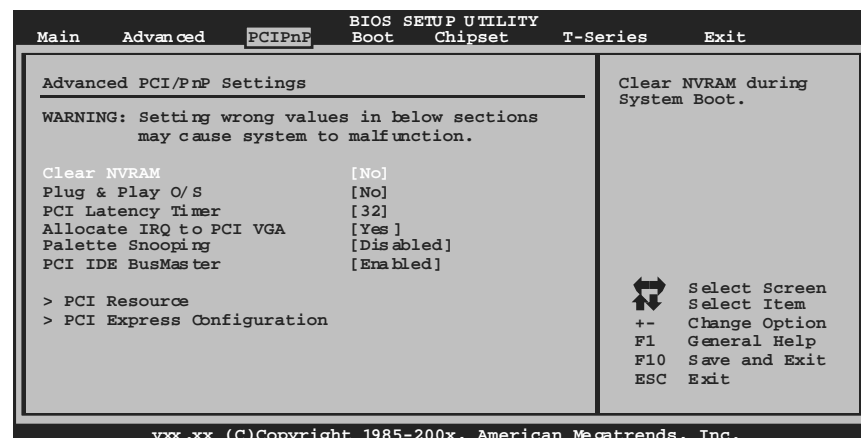 BIOS SETUP UTILITY
Main Advanced PCIPnP Boot Chipset T-Series Exit
Advanced PCI/PnP Settings
WARNING: Setting wrong values in below sections
may cause system to malfunction.
Clear NVRAM [No]
Plug & Play O/S [No]
PCI Latency Timer [32]
Allocate IRQ to PCI VGA [Yes]
Palette Snooping [Disabled]
PCI IDE BusMaster [Enabled]
> PCI Resource
> PCI Express Configuration
Clear NVRAM during
System Boot.
Select Screen
Select Item
+- Change Option
F1 General Help
F10 Save and Exit
ESC Exit
vxx.xx (C)Copyright 1985-200x, American Megatrends, Inc.